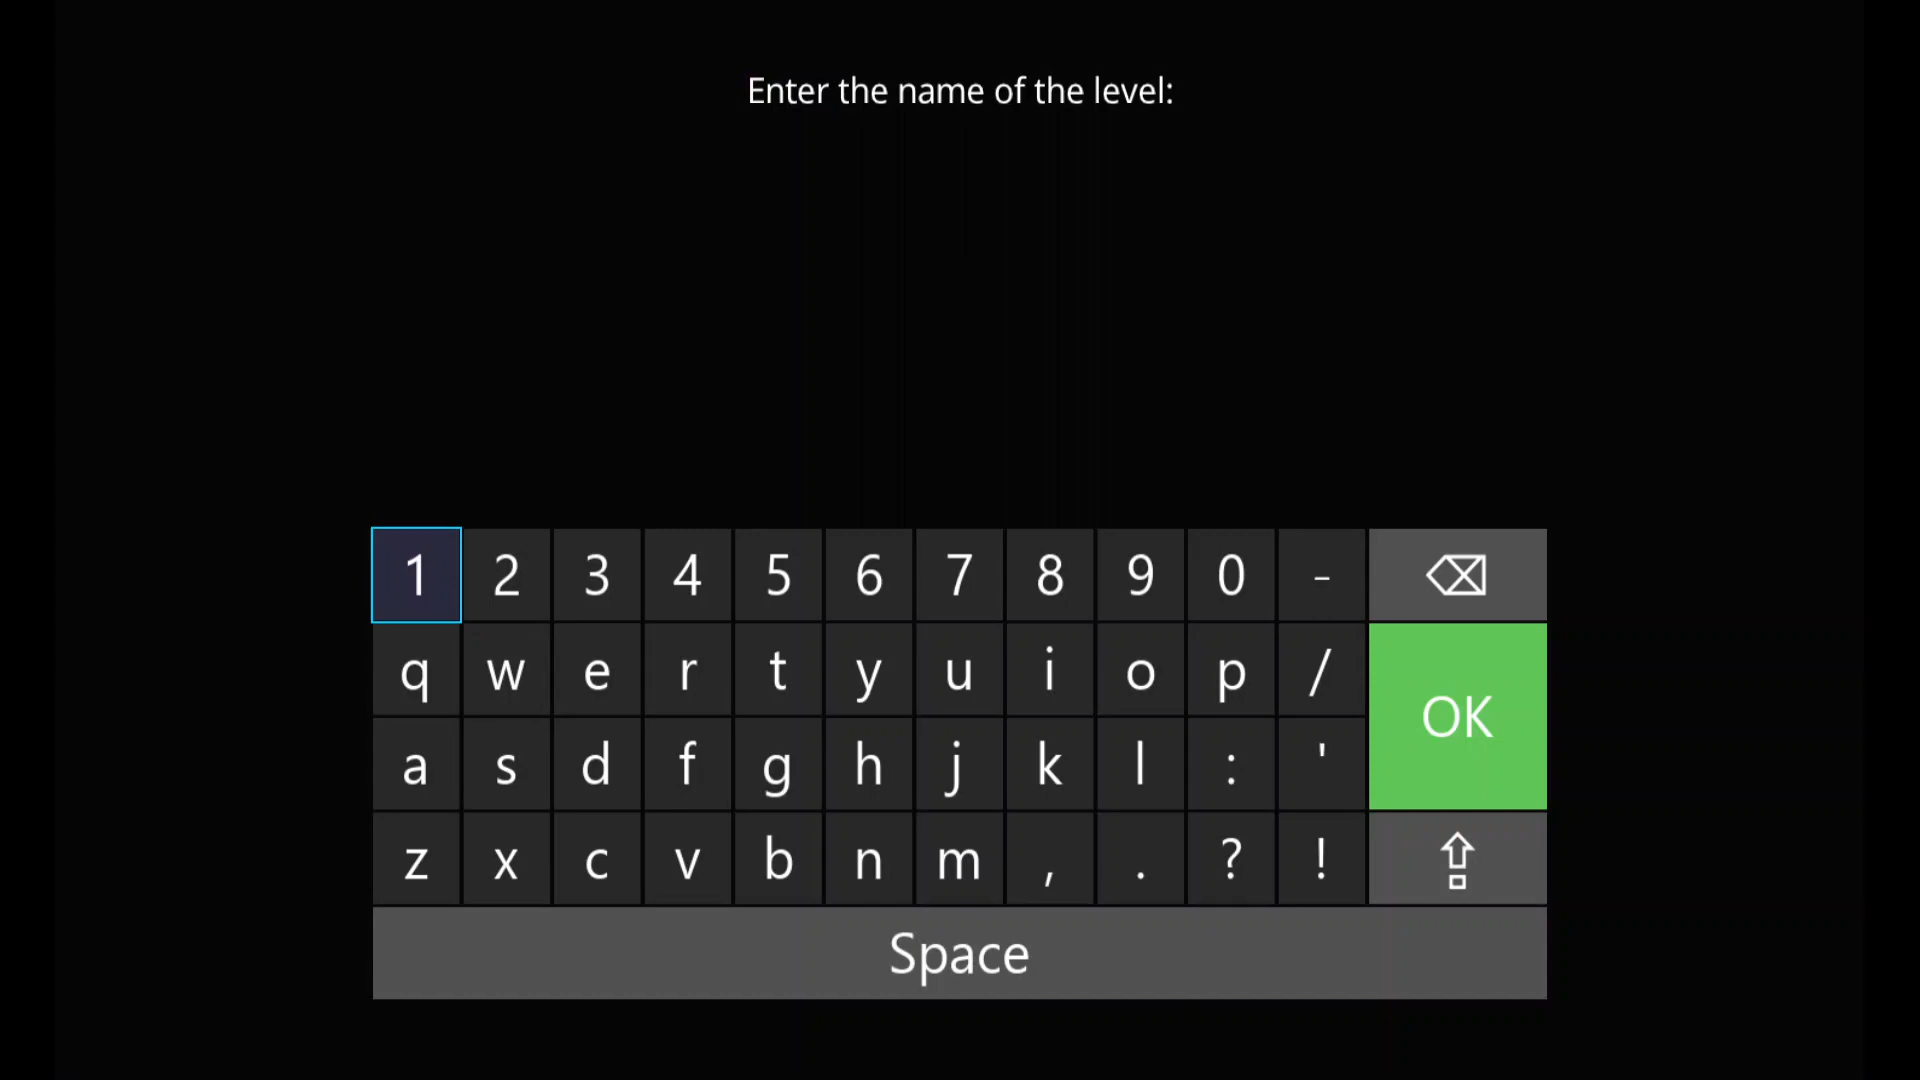 Enter the name of the level:
1 2 3 4 5 6 7 8 9 0 -
q w e r t y u i o p /
OK
a s d f g h j k l : '
z x c v b n m , . ? !
Space